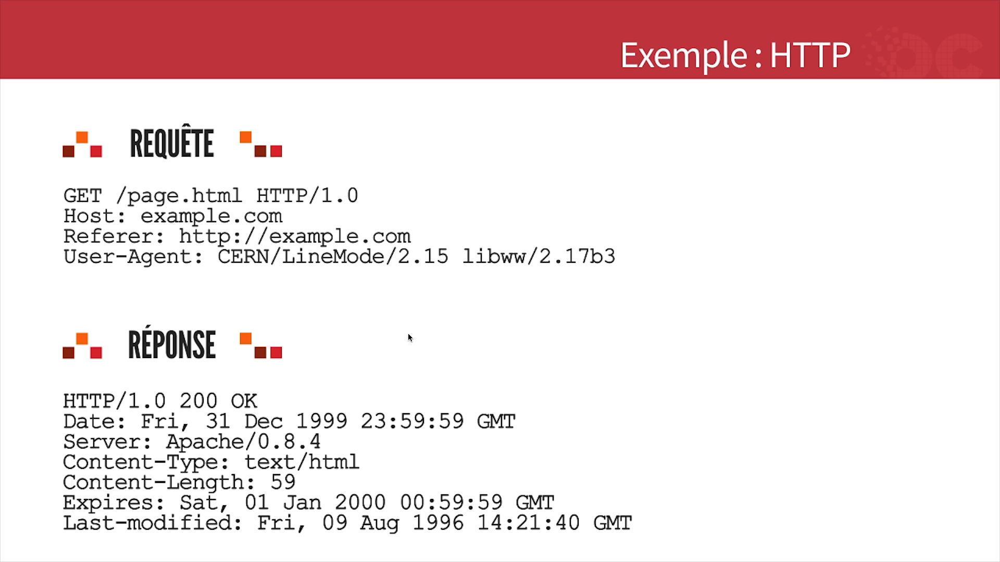 Exemple : HTTP
REQUÊTE
GET /page.html HTTP/1.0
Host: example.com
Referer: http://example.com
User-Agent: CERN/LineMode/2.15 libww/2.17b3
RÉPONSE
HTTP/1.0 200 OK
Date: Fri, 31 Dec 1999 23:59:59 GMT
Server: Apache/0.8.4
Content-Type: text/html
Content-Length: 59
Expires: Sat, 01 Jan 2000 00:59:59 GMT
Last-modified: Fri, 09 Aug 1996 14:21:40 GMT